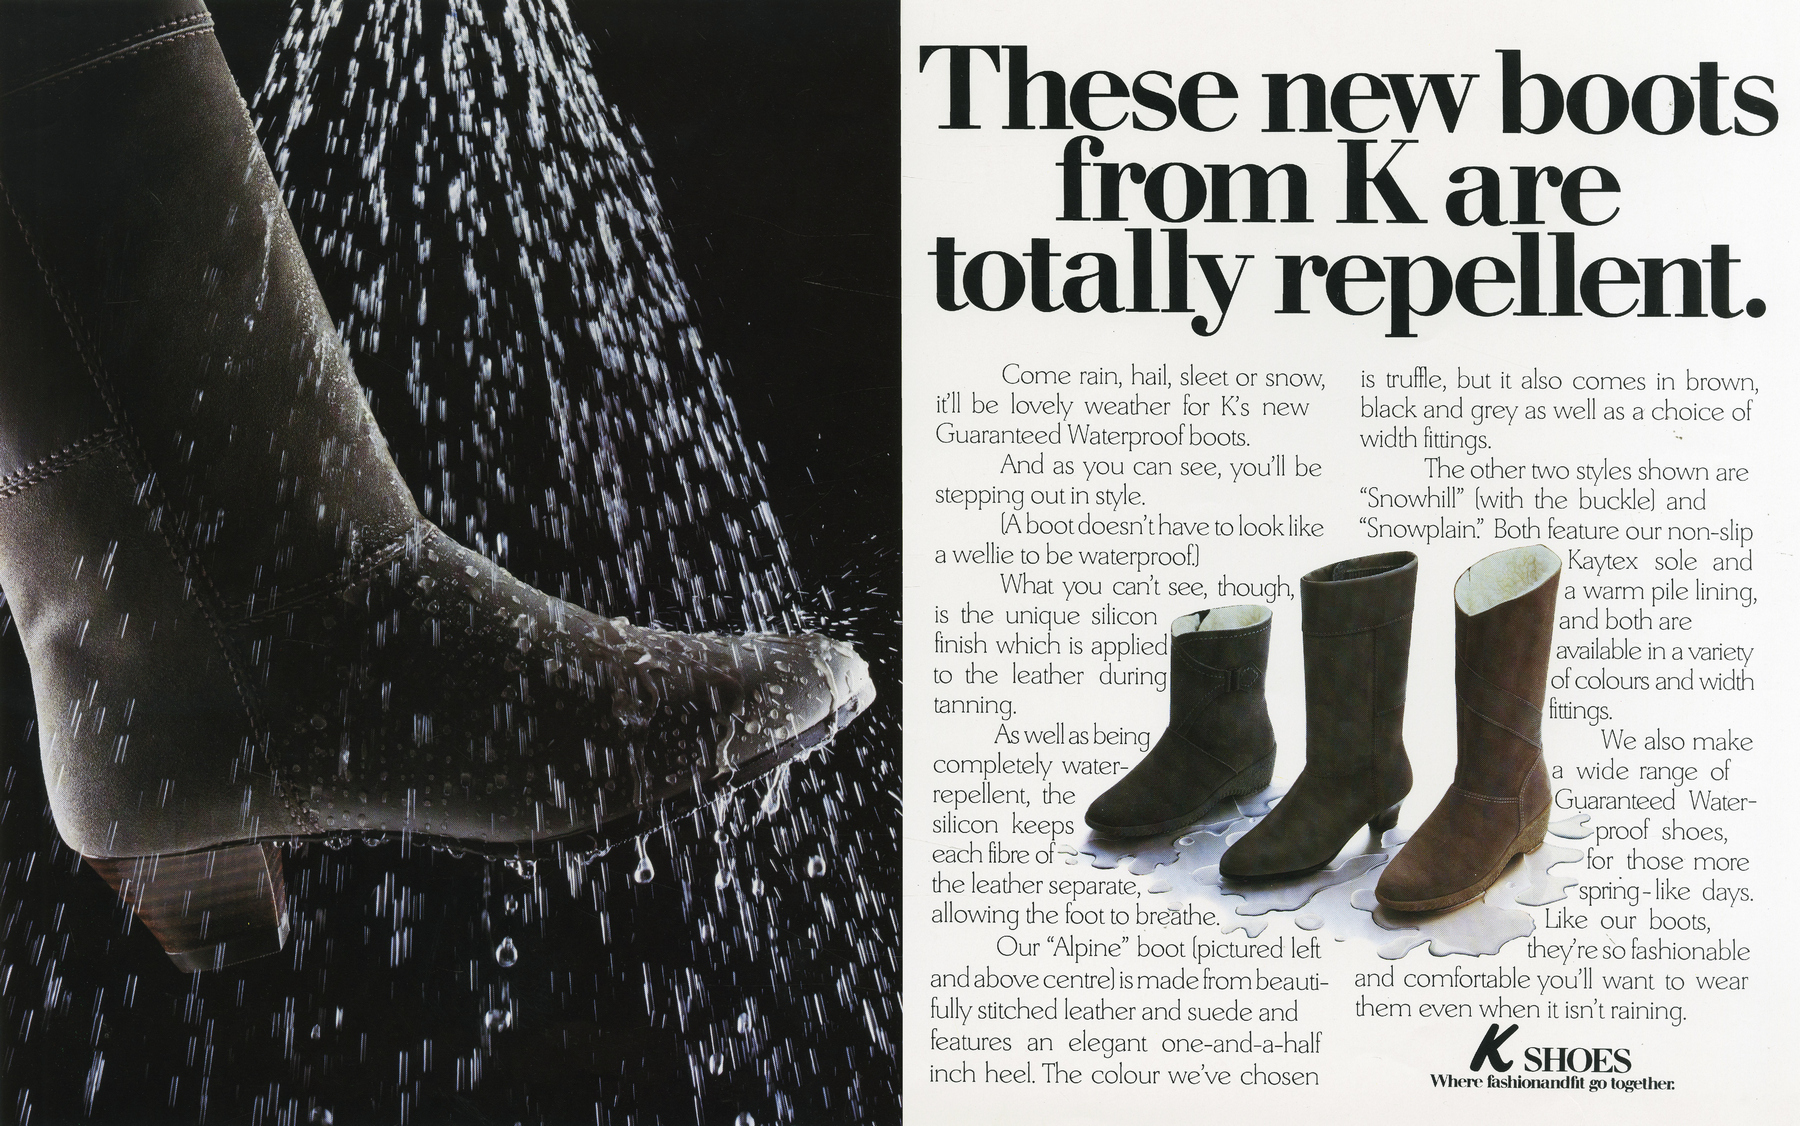 These new boots
from K are
totally repellent.
Come rain, hail, sleet or snow,
it'll be lovely weather for K's new
Guaranteed Waterproof boots.
And as you can see, you'll be
stepping out in style.
(A boot doesn't have to look like
a wellie to be waterproof.)
What you can't see, though,
is the unique silicon
finish which is applied
to the leather during
tanning.
As well as being
completely water-
repellent, the
silicon keeps
each fibre of
the leather separate,
allowing the foot to breathe.
Our “Alpine” boot (pictured left
and above centre) is made from beauti-
fully stitched leather and suede and
features an elegant one-and-a-half
inch heel. The colour we've chosen
is truffle, but it also comes in brown,
black and grey as well as a choice of
width fittings.
The other two styles shown are
“Snowhill” (with the buckle) and
“Snowplain.” Both feature our non-slip
Kaytex sole and
a warm pile lining,
and both are
available in a variety
of colours and width
fittings.
We also make
a wide range of
Guaranteed Water-
proof shoes,
for those more
spring-like days.
Like our boots,
they're so fashionable
and comfortable you'll want to wear
them even when it isn't raining.
K SHOES
Where fashion and fit go together.